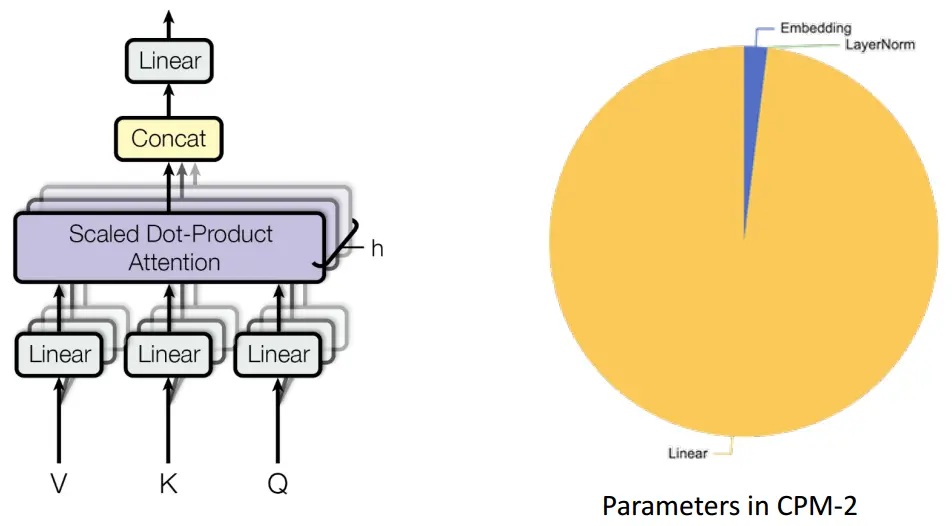 Linear
Concat
Scaled Dot-Product
Attention
h
Linear
Linear
Linear
V
K
Q
Embedding
LayerNorm
Linear
Parameters in CPM-2